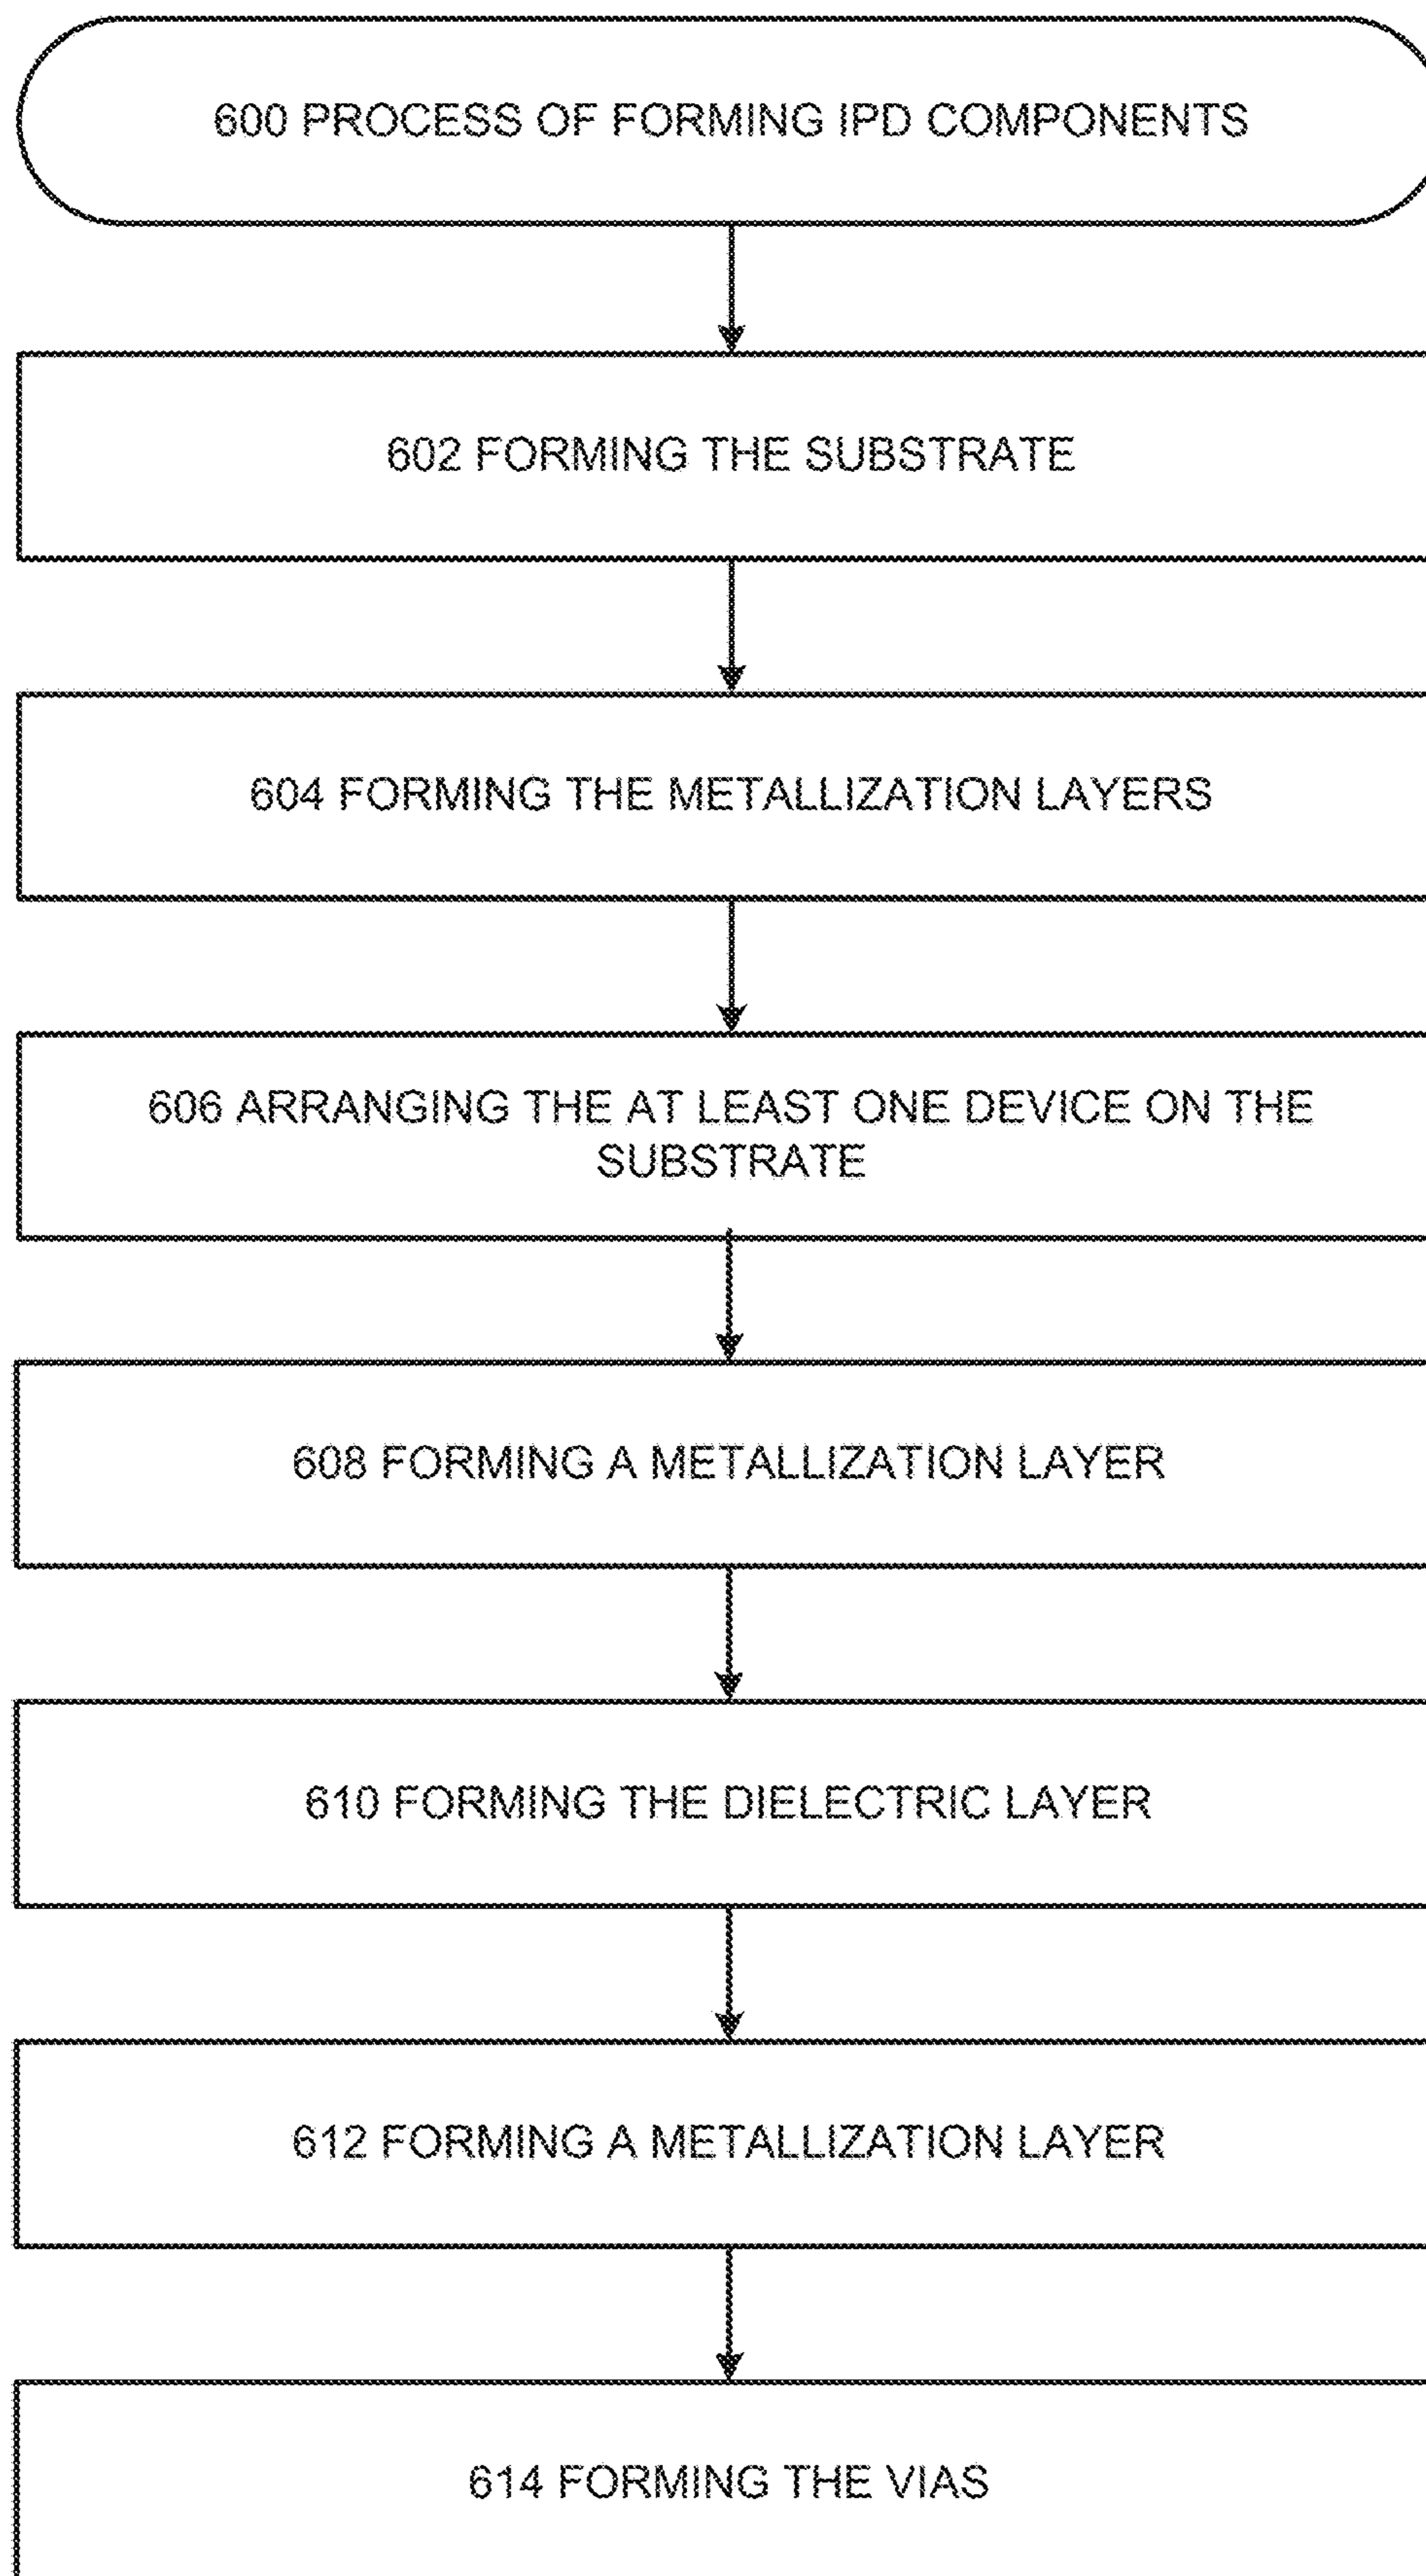 600 PROCESS OF FORMING IPD COMPONENTS
602 FORMING THE SUBSTRATE
604 FORMING THE METALLIZATION LAYERS
606 ARRANGING THE AT LEAST ONE DEVICE ON THE
SUBSTRATE
608 FORMING A METALLIZATION LAYER
610 FORMING THE DIELECTRIC LAYER
612 FORMING A METALLIZATION LAYER
614 FORMING THE VIAS